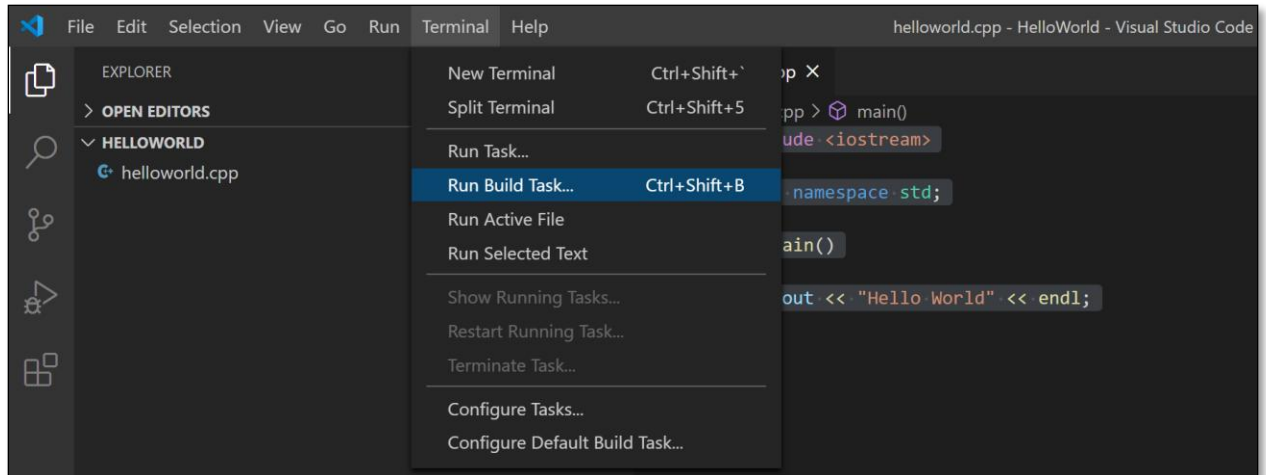 File Edit Selection View Go Run Terminal Help helloworld.cpp - HelloWorld - Visual Studio Code
EXPLORER
OPEN EDITORS
HELLOWORLD
helloworld.cpp
New Terminal Ctrl+Shift+`
Split Terminal Ctrl+Shift+5
Run Task...
Run Build Task... Ctrl+Shift+B
Run Active File
Run Selected Text
Show Running Tasks...
Restart Running Task...
Terminate Task...
Configure Tasks...
Configure Default Build Task...
pp
cpp > main()
ude <iostream>
namespace std;
ain()
out << "Hello World" << endl;